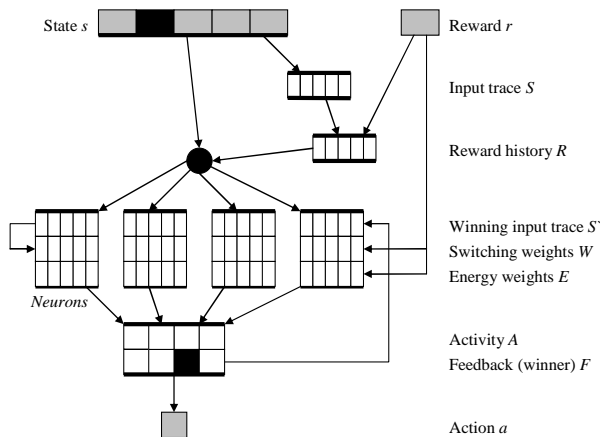 State s
Reward r
Input trace S
Reward history R
Winning input trace S`
Switching weights W
Energy weights E
Neurons
Activity A
Feedback (winner) F
Action a